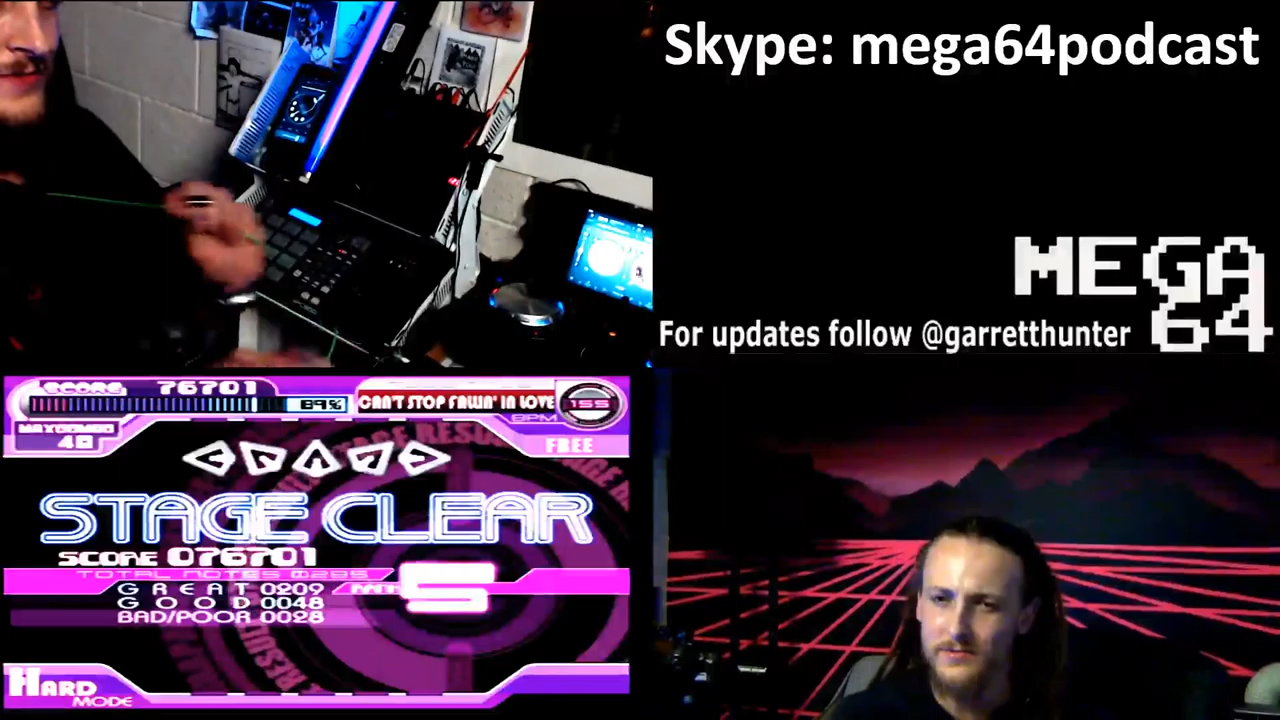 Skype: mega64podcast
MEGA
64
For updates follow @garretthunter
SCORE 76701
89%
CAN'T STOP FALLIN' IN LOVE
155
BPM
MAXCOMBO
48
FREE
STAGE CLEAR
SCORE 076701
TOTAL NOTES 0285
GREAT 0209
GOOD 0048
BAD/POOR 0028
5
HARD
MODE